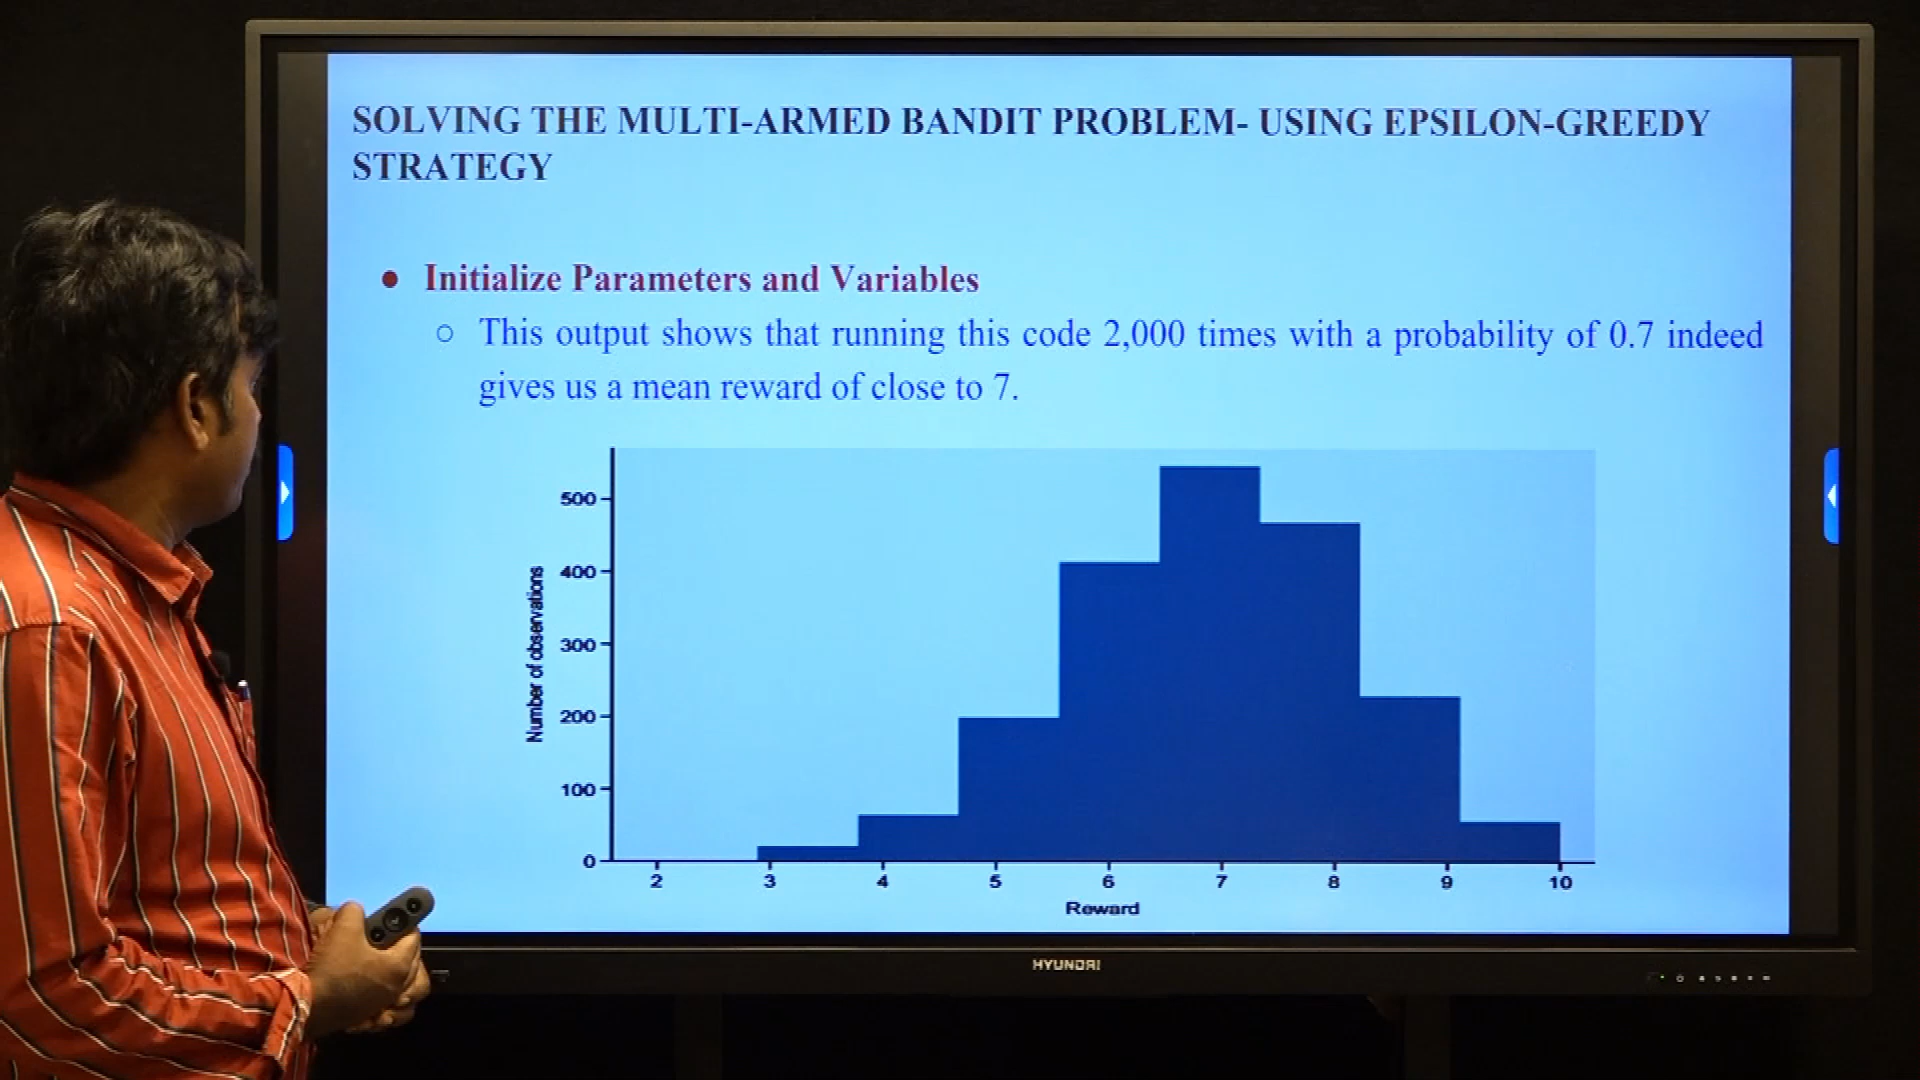 SOLVING THE MULTI-ARMED BANDIT PROBLEM- USING EPSILON-GREEDY
STRATEGY
● Initialize Parameters and Variables
○ This output shows that running this code 2,000 times with a probability of 0.7 indeed
gives us a mean reward of close to 7.
500
400
300
200
100
0
Number of observations
2 3 4 5 6 7 8 9 10
Reward
HYUNDAI